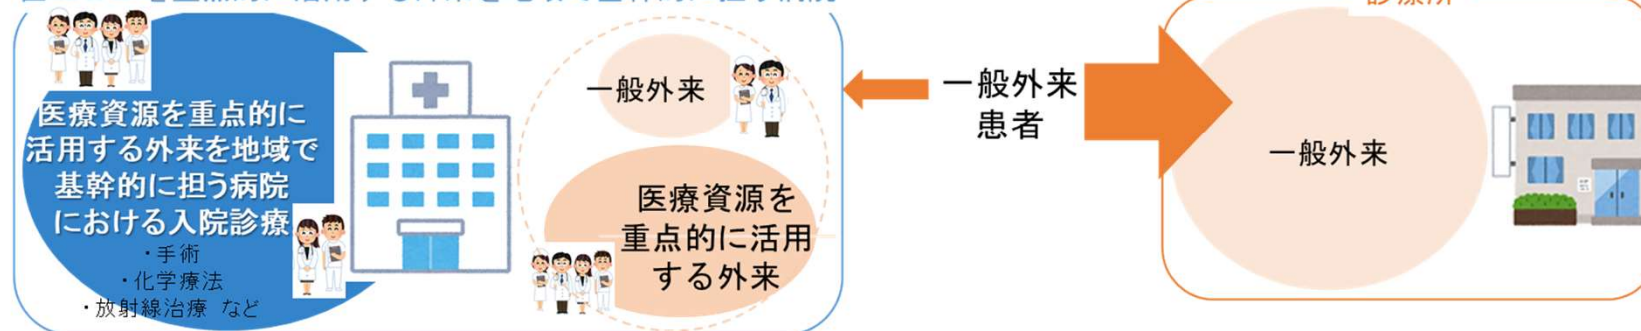 医療資源を重点的に
活用する外来を地域で
基幹的に担う病院
における入院診療
・手術
・化学療法
・放射線治療 など
一般外来
医療資源を
重点的に活用
する外来
一般外来
患者
一般外来